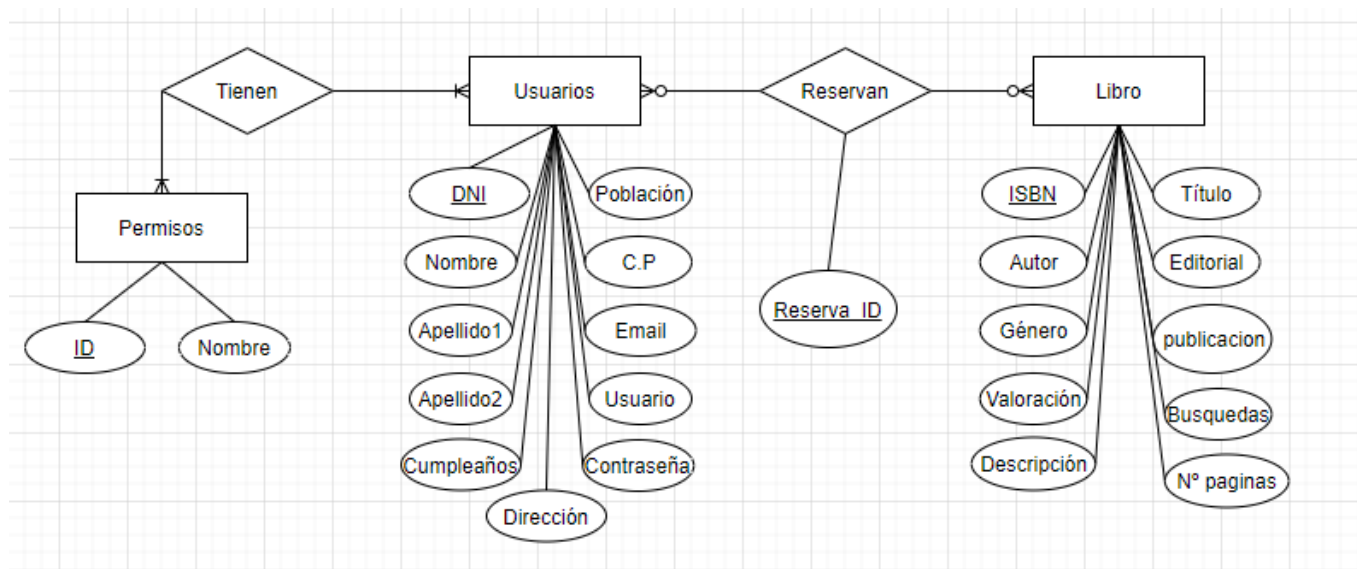 Tienen
Usuarios
Reservan
Libro
Permisos
ID
Nombre
DNI
Población
Nombre
C.P
Apellido1
Email
Apellido2
Usuario
Cumpleaños
Contraseña
Dirección
Reserva_ID
ISBN
Título
Autor
Editorial
Género
publicacion
Valoración
Busquedas
Descripción
Nº paginas